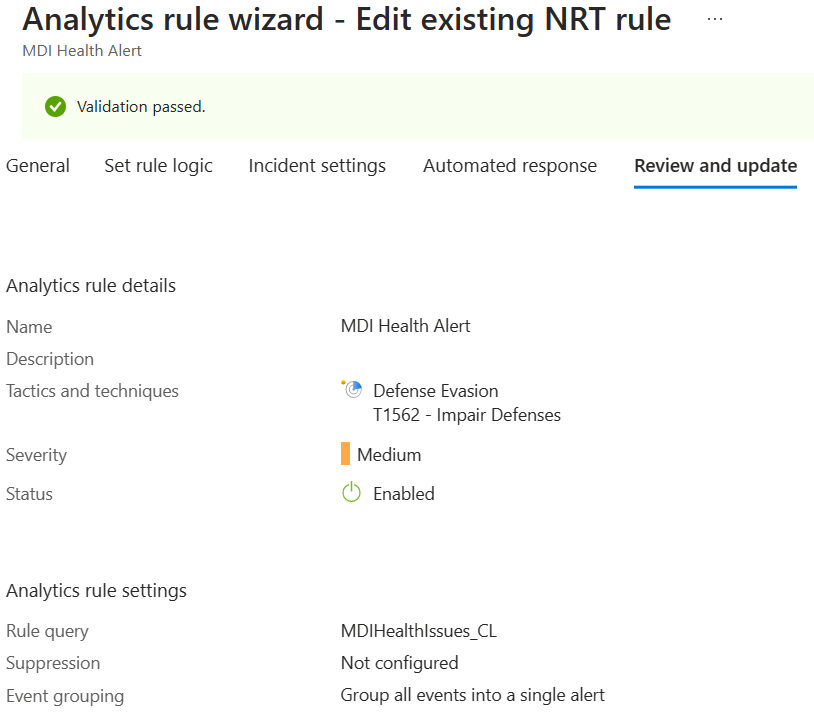 Analytics rule wizard - Edit existing NRT rule ...
MDI Health Alert
Validation passed.
General Set rule logic Incident settings Automated response Review and update
Analytics rule details
Name MDI Health Alert
Description
Tactics and techniques Defense Evasion
T1562 - Impair Defenses
Severity Medium
Status Enabled
Analytics rule settings
Rule query MDIHealthIssues_CL
Suppression Not configured
Event grouping Group all events into a single alert